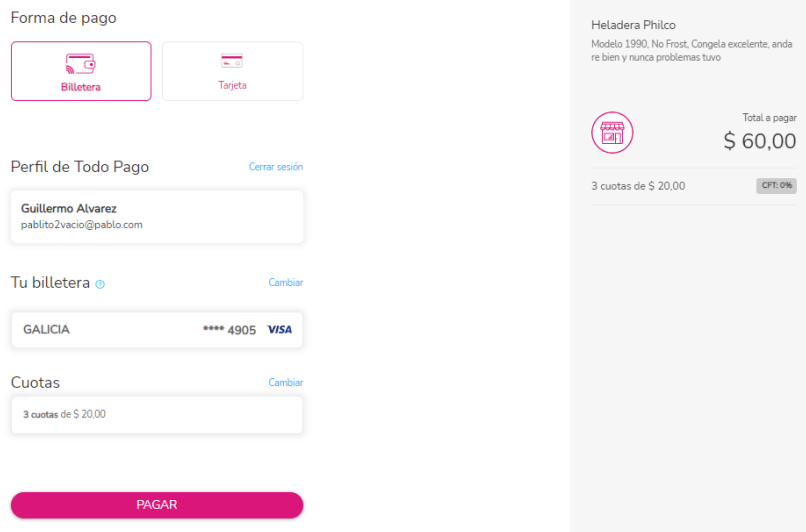 Forma de pago
Billetera
Tarjeta
Perfil de Todo Pago
Cerrar sesión
Guillermo Alvarez
pablito2vacio@pablo.com
Tu billetera ?
Cambiar
GALICIA
**** 4905 VISA
Cuotas
Cambiar
3 cuotas de $ 20,00
PAGAR
Heladera Philco
Modelo 1990, No Frost, Congela excelente, anda
re bien y nunca problemas tuvo
Total a pagar
$ 60,00
3 cuotas de $ 20,00
CFT: 0%